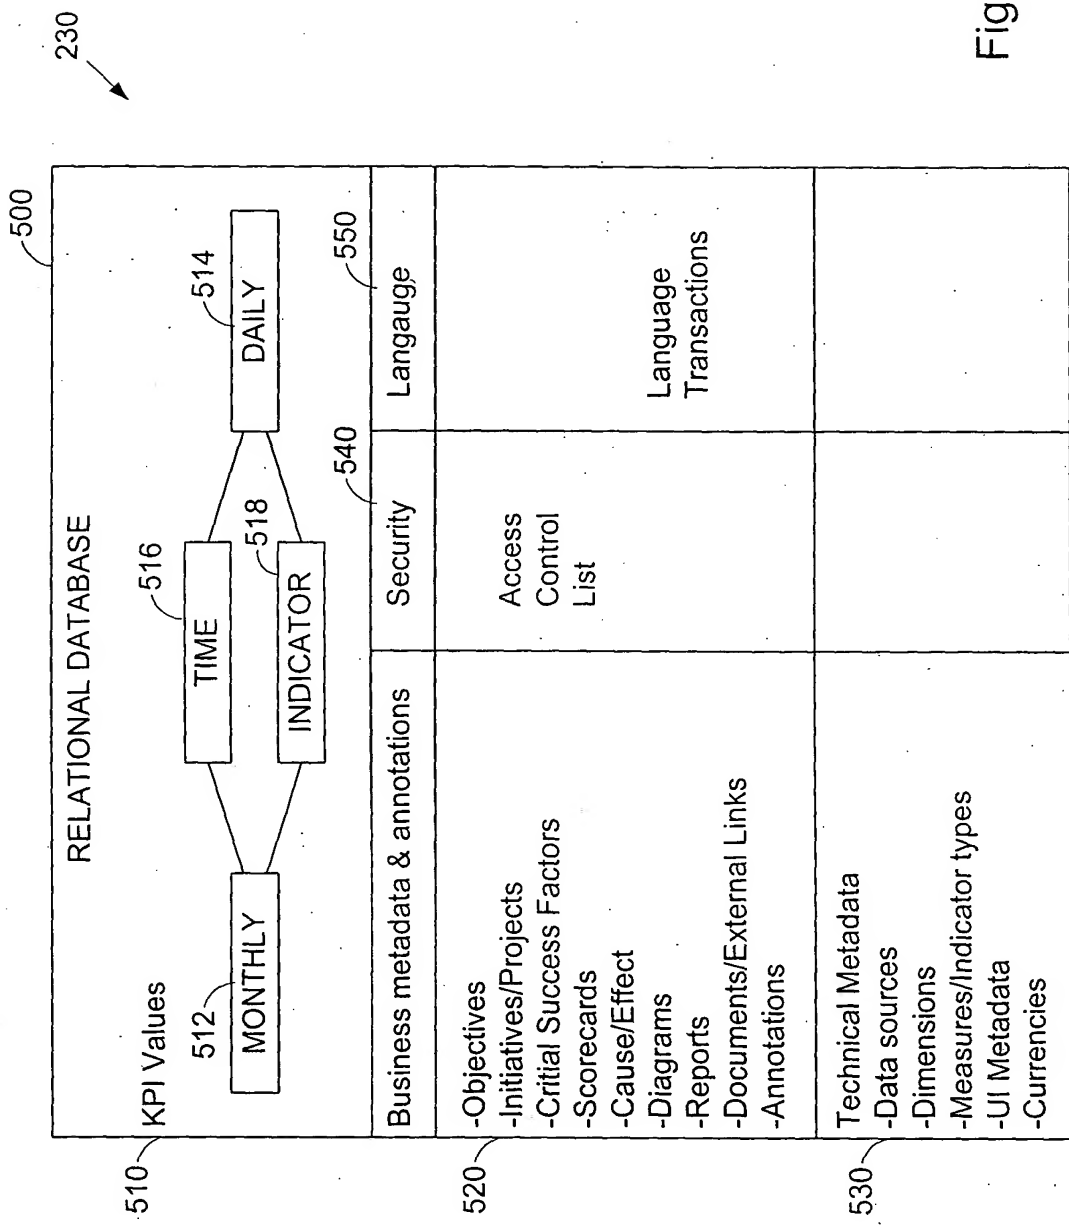 230
500
RELATIONAL DATABASE
510
KPI Values
512
MONTHLY
TIME
516
INDICATOR
518
DAILY
514
Business metadata & annotations
Security
540
Langauge
550
520
-Objectives
-Initiatives/Projects
-Critial Success Factors
-Scorecards
-Cause/Effect
-Diagrams
-Reports
-Documents/External Links
-Annotations
Access
Control
List
Language
Transactions
530
Technical Metadata
-Data sources
-Dimensions
-Measures/Indicator types
-UI Metadata
-Currencies
Fig